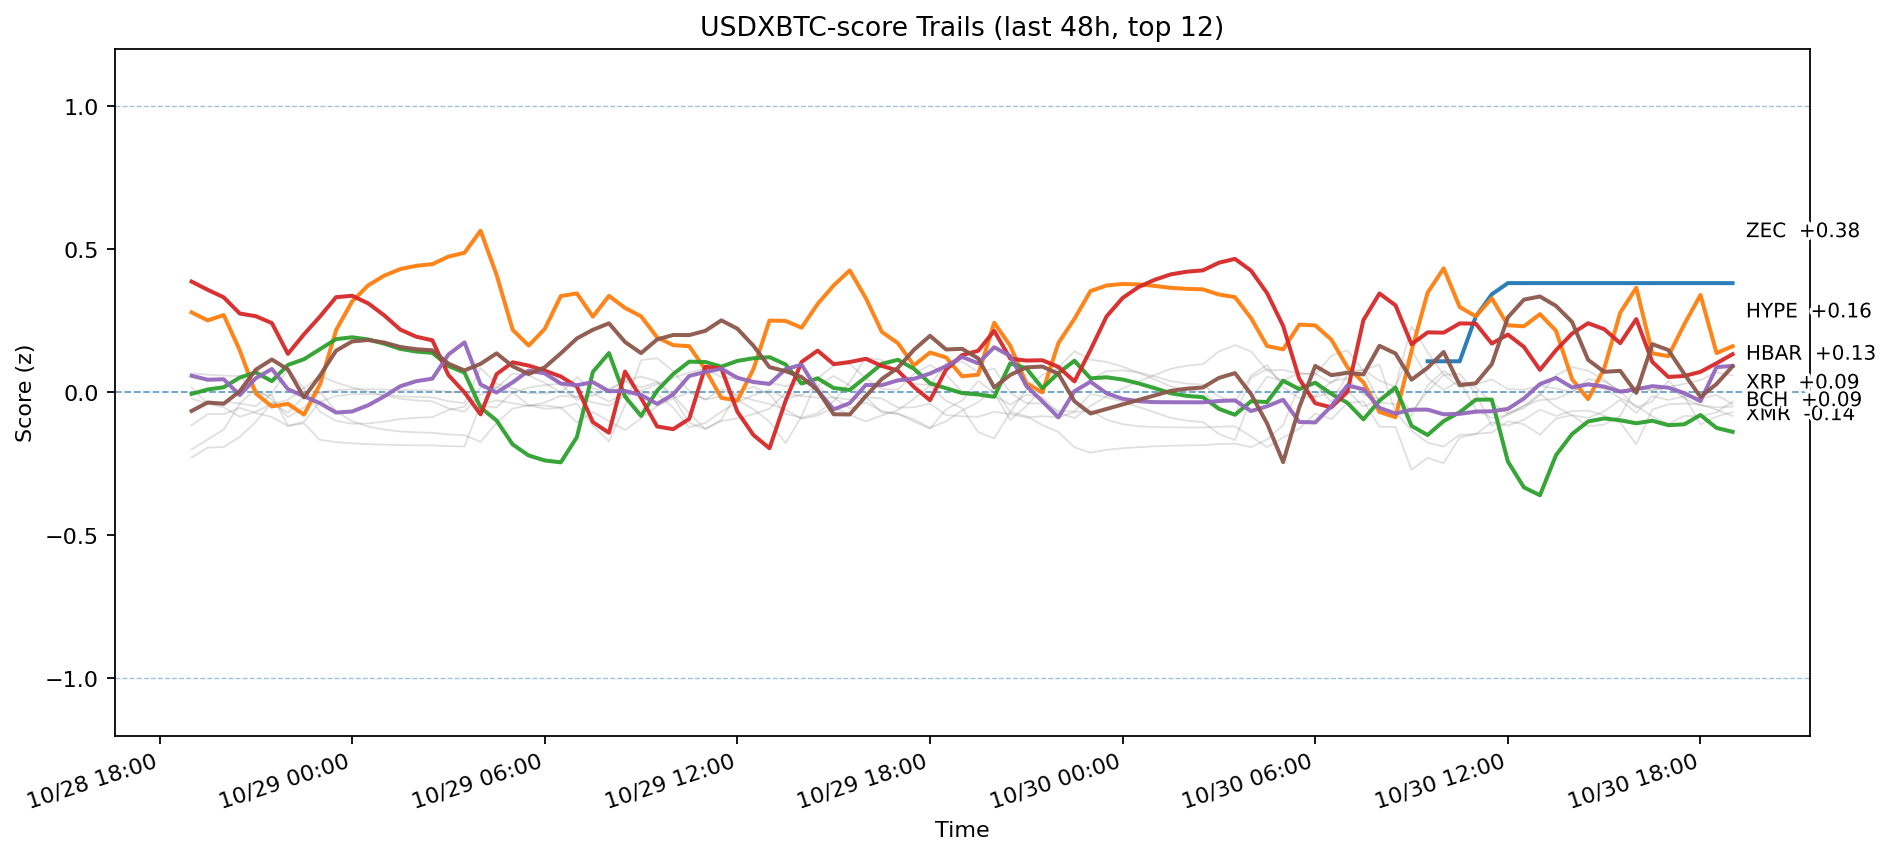 USDXBTC-score Trails (last 48h, top 12)
Score (z)
1.0
0.5
0.0
−0.5
−1.0
ZEC +0.38
HYPE +0.16
HBAR +0.13
XRP +0.09
BCH +0.09
XMR -0.14
10/28 18:00
10/29 00:00
10/29 06:00
10/29 12:00
10/29 18:00
10/30 00:00
10/30 06:00
10/30 12:00
10/30 18:00
Time